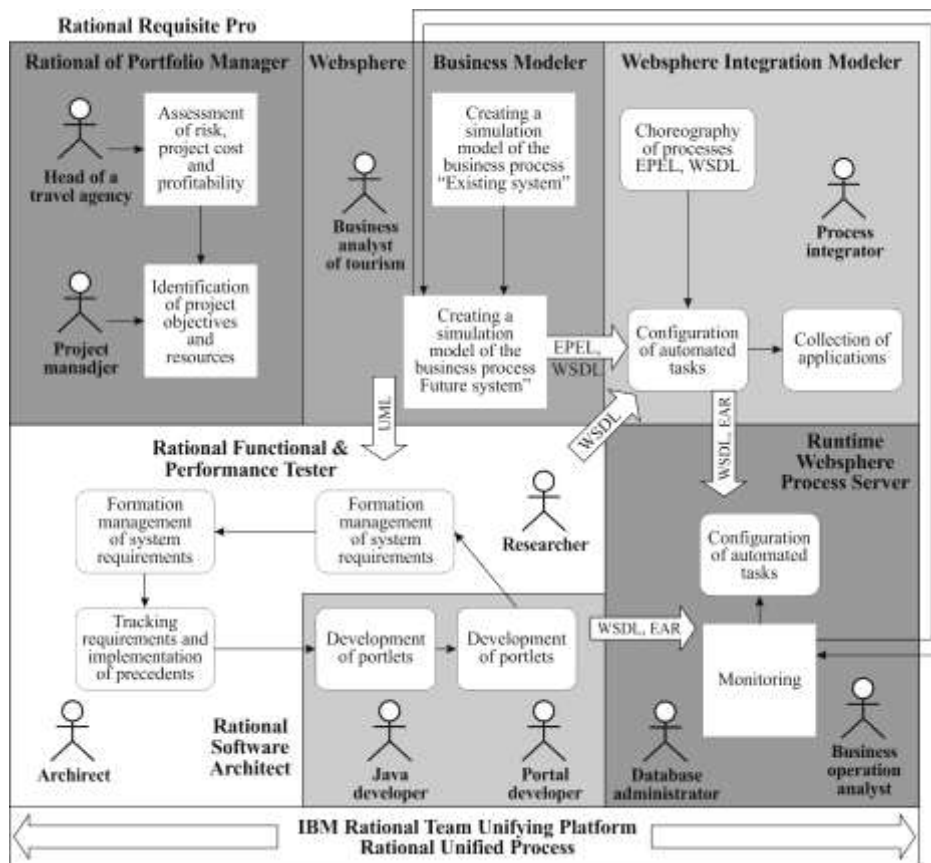 Rational Requisite Pro
Rational of Portfolio Manager
Websphere
Business Modeler
Websphere Integration Modeler
Head of a
travel agency
Assessment
of risk,
project cost
and
profitability
Project
manadjer
Identification
of project
objectives
and
resources
Business
analyst
of tourism
Creating a
simulation
model of the
business process
“Existing system”
Creating a
simulation
model of the
business process
Future system”
Choreography
of processes
EPEL, WSDL
Process
integrator
EPEL,
WSDL
Configuration
of automated
tasks
Collection of
applications
UML
WSDL
WSDL, EAR
Rational Functional &
Performance Tester
Formation
management
of system
requirements
Formation
management
of system
requirements
Researcher
Runtime
Websphere
Process Server
Configuration
of automated
tasks
Tracking
requirements and
implementation
of precedents
Development
of portlets
Development
of portlets
WSDL, EAR
Monitoring
Archirect
Rational
Software
Architect
Java
developer
Portal
developer
Database
administrator
Business
operation
analyst
IBM Rational Team Unifying Platform
Rational Unified Process